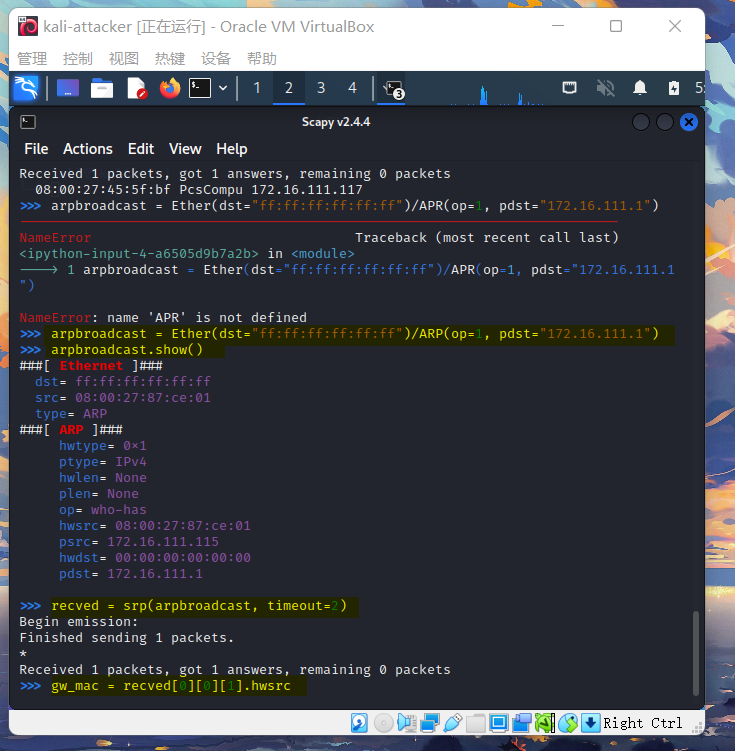 kali-attacker [正在运行] - Oracle VM VirtualBox
管理 控制 视图 热键 设备 帮助
1 2 3 4 3
Scapy v2.4.4
File Actions Edit View Help
Received 1 packets, got 1 answers, remaining 0 packets
08:00:27:45:5f:bf PcsCompu 172.16.111.117
>>> arpbroadcast = Ether(dst="ff:ff:ff:ff:ff:ff")/APR(op=1, pdst="172.16.111.1")
NameError Traceback (most recent call last)
<ipython-input-4-a6505d9b7a2b> in <module>
----> 1 arpbroadcast = Ether(dst="ff:ff:ff:ff:ff:ff")/APR(op=1, pdst="172.16.111.1
")
NameError: name 'APR' is not defined
>>> arpbroadcast = Ether(dst="ff:ff:ff:ff:ff:ff")/ARP(op=1, pdst="172.16.111.1")
>>> arpbroadcast.show()
###[ Ethernet ]###
dst= ff:ff:ff:ff:ff:ff
src= 08:00:27:87:ce:01
type= ARP
###[ ARP ]###
hwtype= 0×1
ptype= IPv4
hwlen= None
plen= None
op= who-has
hwsrc= 08:00:27:87:ce:01
psrc= 172.16.111.115
hwdst= 00:00:00:00:00:00
pdst= 172.16.111.1
>>> recved = srp(arpbroadcast, timeout=2)
Begin emission:
Finished sending 1 packets.
*
Received 1 packets, got 1 answers, remaining 0 packets
>>> gw_mac = recved[0][0][1].hwsrc
Right Ctrl